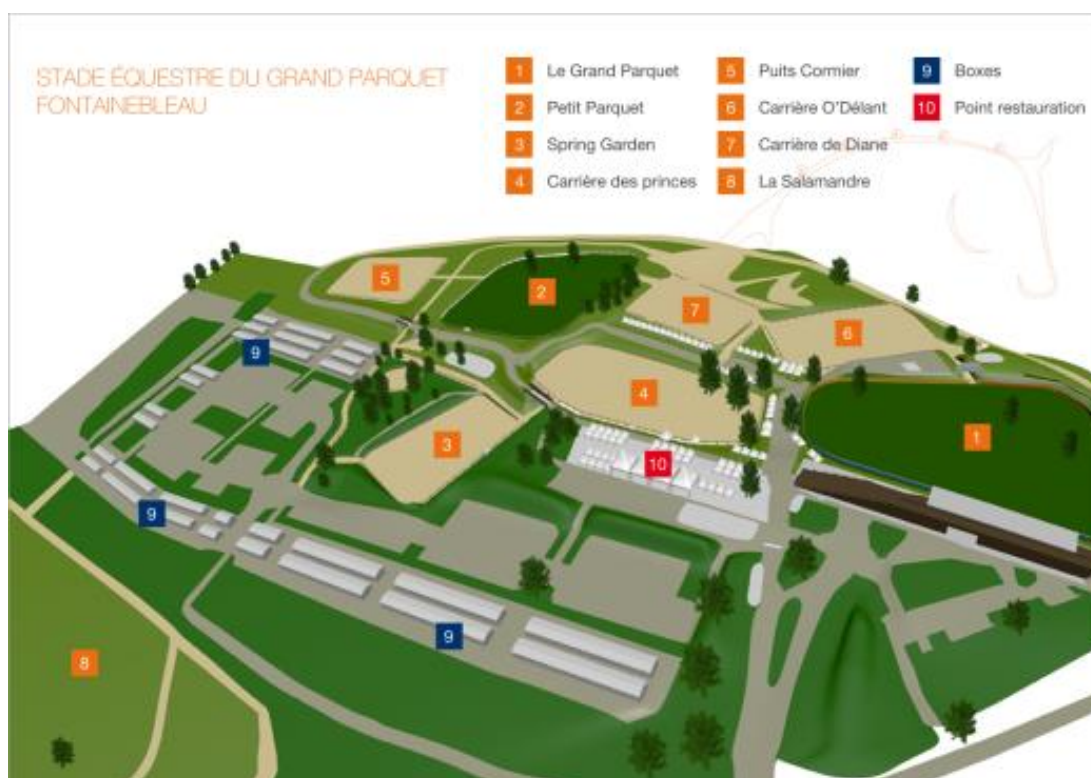 STADE ÉQUESTRE DU GRAND PARQUET
FONTAINEBLEAU
1 Le Grand Parquet
2 Petit Parquet
3 Spring Garden
4 Carrière des princes
5 Puits Cormier
6 Carrière O'Délant
7 Carrière de Diane
8 La Salamandre
9 Boxes
10 Point restauration
5
2
7
6
9
4
3
10
1
9
9
8